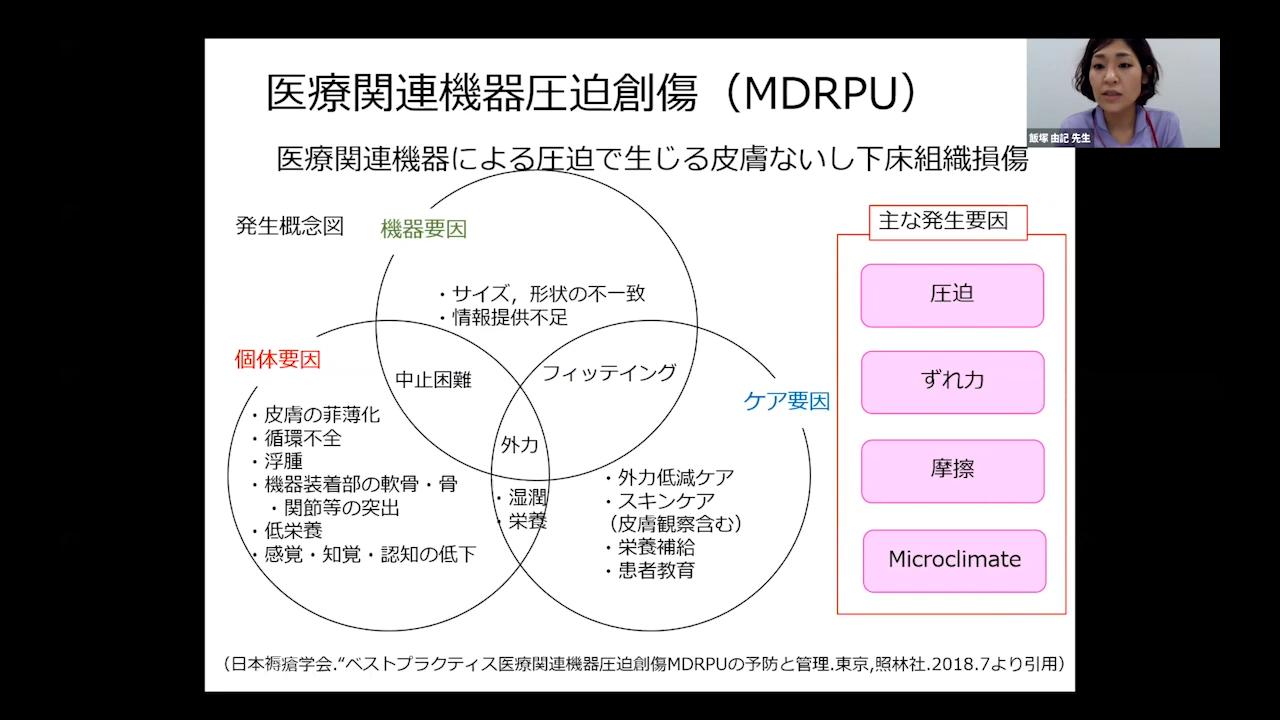 医療関連機器圧迫創傷（MDRPU）
飯塚 由記 先生
医療関連機器による圧迫で生じる皮膚ないし下床組織損傷
発生概念図
機器要因
・サイズ，形状の不一致
・情報提供不足
個体要因
中止困難
フィッテイング
ケア要因
・皮膚の菲薄化
・循環不全
・浮腫
・機器装着部の軟骨・骨
・関節等の突出
・低栄養
・感覚・知覚・認知の低下
外力
・湿潤
・栄養
・外力低減ケア
・スキンケア
（皮膚観察含む）
・栄養補給
・患者教育
主な発生要因
圧迫
ずれ力
摩擦
Microclimate
（日本褥瘡学会.“ベストプラクティス医療関連機器圧迫創傷MDRPUの予防と管理.東京,照林社.2018.7より引用）